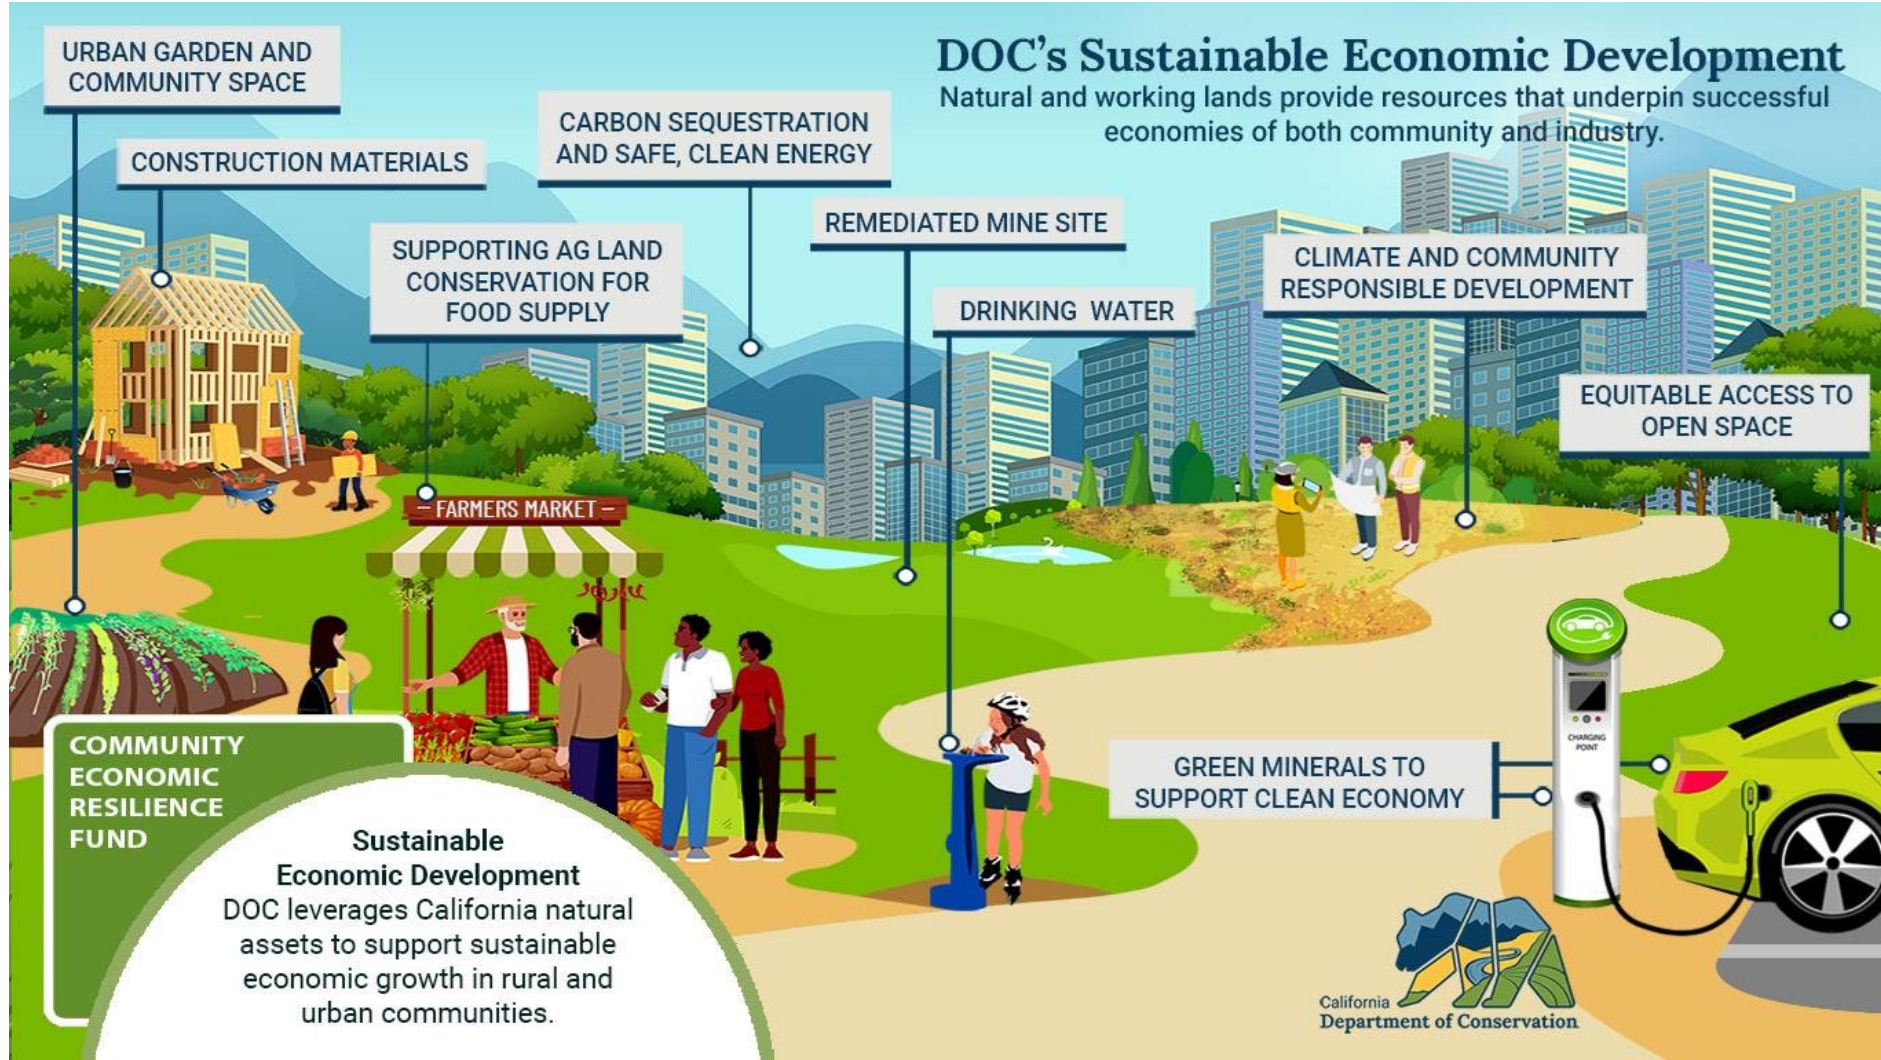 DOC's Sustainable Economic Development
Natural and working lands provide resources that underpin successful
economies of both community and industry.
URBAN GARDEN AND
COMMUNITY SPACE
CONSTRUCTION MATERIALS
CARBON SEQUESTRATION
AND SAFE, CLEAN ENERGY
SUPPORTING AG LAND
CONSERVATION FOR
FOOD SUPPLY
REMEDIATED MINE SITE
DRINKING WATER
CLIMATE AND COMMUNITY
RESPONSIBLE DEVELOPMENT
EQUITABLE ACCESS TO
OPEN SPACE
– FARMERS MARKET –
CHARGING
POINT
GREEN MINERALS TO
SUPPORT CLEAN ECONOMY
COMMUNITY
ECONOMIC
RESILIENCE
FUND
Sustainable
Economic Development
DOC leverages California natural
assets to support sustainable
economic growth in rural and
urban communities.
California
Department of Conservation